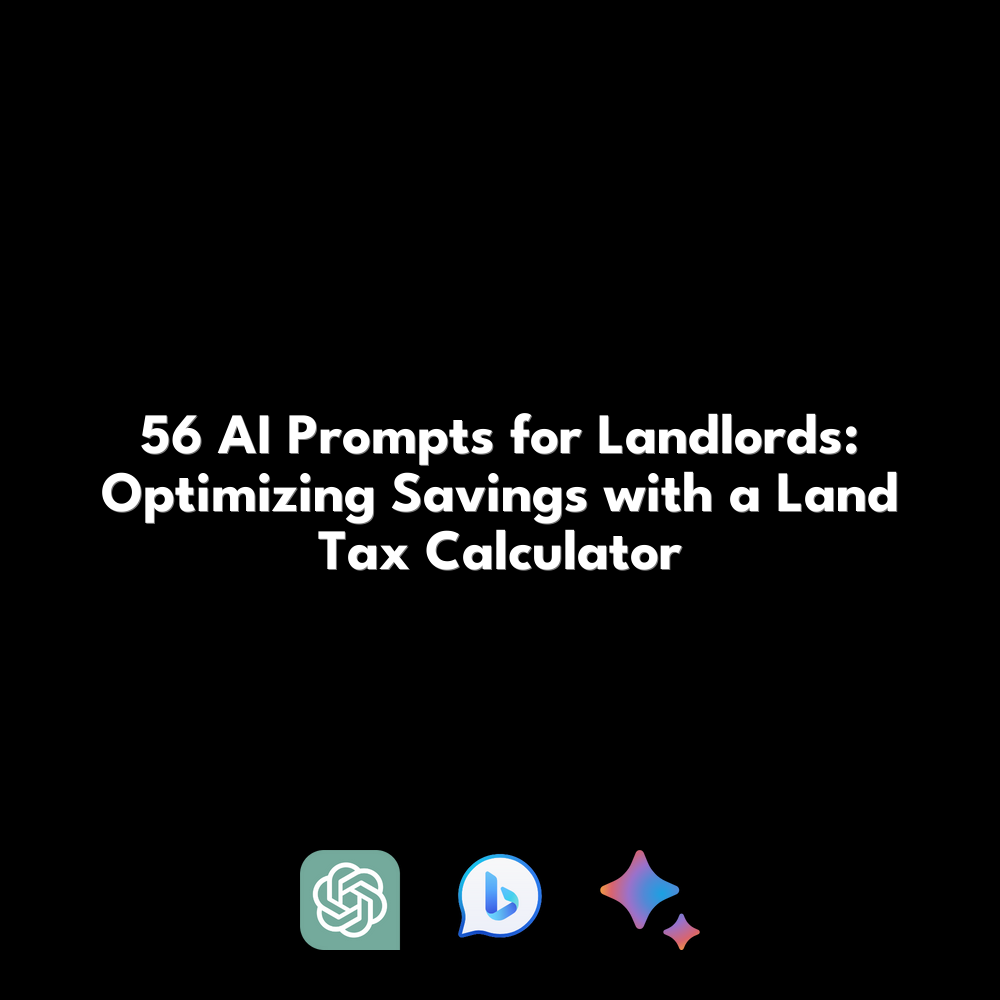 56 AI Prompts for Landlords:
Optimizing Savings with a Land
Tax Calculator